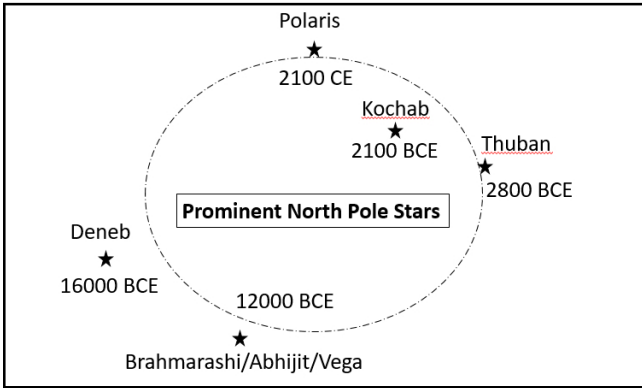 Polaris
2100 CE
Kochab
2100 BCE
Thuban
2800 BCE
Prominent North Pole Stars
Deneb
16000 BCE
12000 BCE
Brahmarashi/Abhijit/Vega